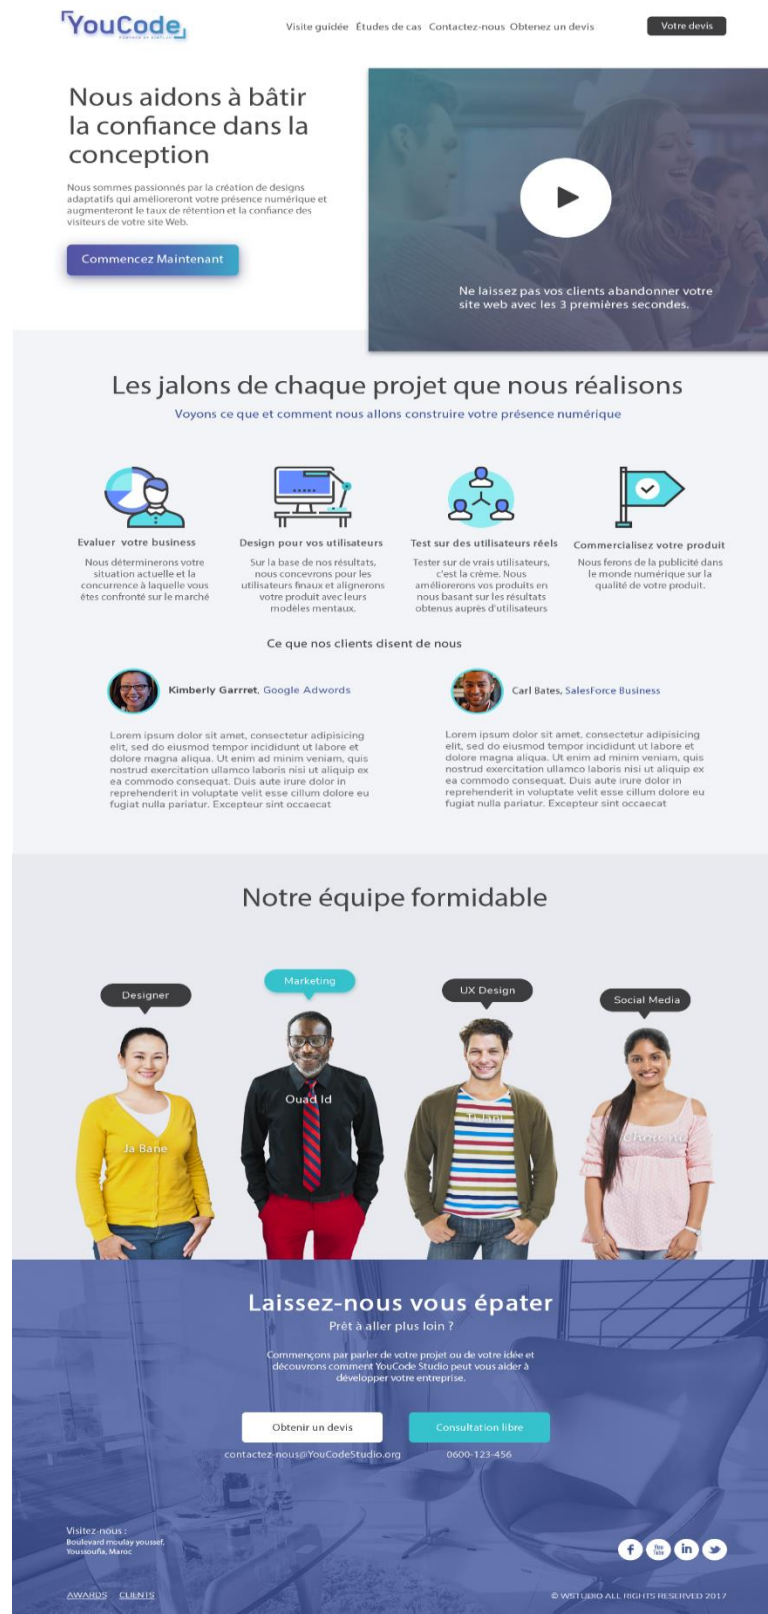 YouCode
Visite guidée Études de cas Contactez-nous Obtenez un devis
Votre devis
Nous aidons à bâtir
la confiance dans la
conception
Nous sommes passionnés par la création de designs
adaptatifs qui amélioreront votre présence numérique et
augmenteront le taux de rétention et la confiance des
visiteurs de votre site Web.
Commencez Maintenant
Ne laissez pas vos clients abandonner votre
site web avec les 3 premières secondes.
Les jalons de chaque projet que nous réalisons
Voyons ce que et comment nous allons construire votre présence numérique
Evaluer votre business
Nous déterminerons votre
situation actuelle et la
concurrence à laquelle vous
êtes confronté sur le marché
Design pour vos utilisateurs
Sur la base de nos résultats,
nous concevrons pour les
utilisateurs finaux et alignerons
votre produit avec leurs
modèles mentaux.
Test sur des utilisateurs réels
Tester sur de vrais utilisateurs,
c'est la crème. Nous
améliorerons vos produits en
nous basant sur les résultats
obtenus auprès d'utilisateurs
Commercialisez votre produit
Nous ferons de la publicité dans
le monde numérique sur la
qualité de votre produit.
Ce que nos clients disent de nous
Kimberly Garrret, Google Adwords
Lorem ipsum dolor sit amet, consectetur adipisicing
elit, sed do eiusmod tempor incididunt ut labore et
dolore magna aliqua. Ut enim ad minim veniam, quis
nostrud exercitation ullamco laboris nisi ut aliquip ex
ea commodo consequat. Duis aute irure dolor in
reprehenderit in voluptate velit esse cillum dolore eu
fugiat nulla pariatur. Excepteur sint occaecat
Carl Bates, SalesForce Business
Lorem ipsum dolor sit amet, consectetur adipisicing
elit, sed do eiusmod tempor incididunt ut labore et
dolore magna aliqua. Ut enim ad minim veniam, quis
nostrud exercitation ullamco laboris nisi ut aliquip ex
ea commodo consequat. Duis aute irure dolor in
reprehenderit in voluptate velit esse cillum dolore eu
fugiat nulla pariatur. Excepteur sint occaecat
Notre équipe formidable
Designer
Marketing
UX Design
Social Media
Ja Bane
Ouad Id
Laissez-nous vous épater
Prêt à aller plus loin ?
Commençons par parler de votre projet ou de votre idée et
découvrons comment YouCode Studio peut vous aider à
développer votre entreprise.
Obtenir un devis
Consultation libre
contactez-nous@YouCodeStudio.org
0600-123-456
Visitez-nous :
Boulevard moulay youssef,
Youssoufia, Maroc
f You Tube in
AWARDS CLIENTS
© WSTUDIO ALL RIGHTS RESERVED 2017